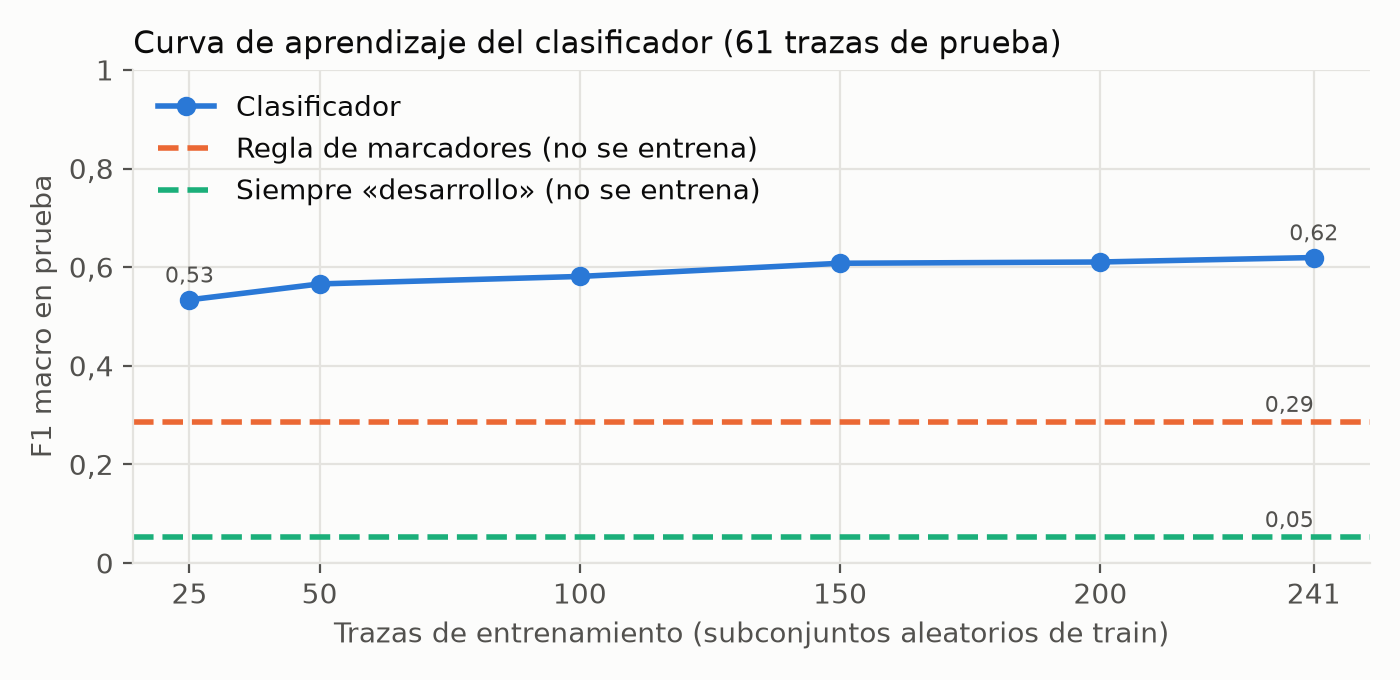 Curva de aprendizaje del clasificador (61 trazas de prueba)
1
0,8
0,6
0,4
0,2
0
F1 macro en prueba
Clasificador
Regla de marcadores (no se entrena)
Siempre «desarrollo» (no se entrena)
0,53
0,62
0,29
0,05
25
50
100
150
200
241
Trazas de entrenamiento (subconjuntos aleatorios de train)